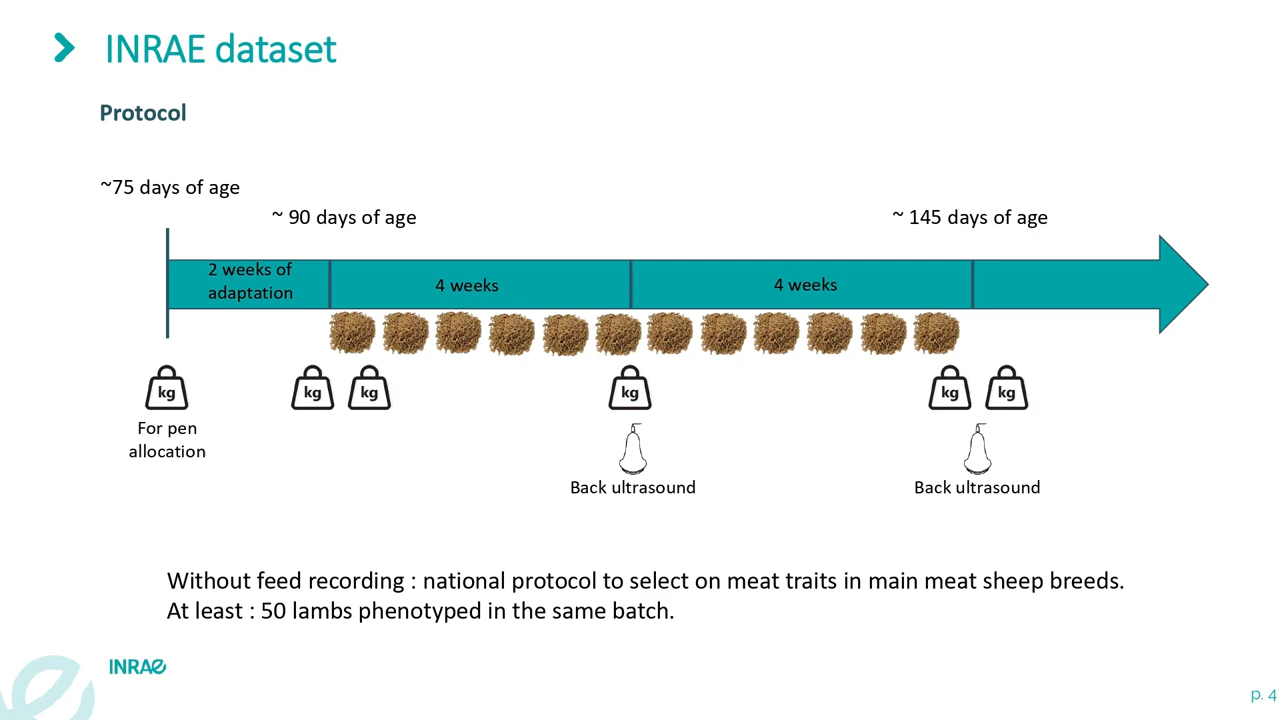 INRAE dataset
Protocol
~75 days of age
~ 90 days of age
~ 145 days of age
2 weeks of
adaptation
4 weeks
4 weeks
kg
kg
kg
kg
kg
kg
For pen
allocation
Back ultrasound
Back ultrasound
Without feed recording : national protocol to select on meat traits in main meat sheep breeds.
At least : 50 lambs phenotyped in the same batch.
INRAE
p. 4